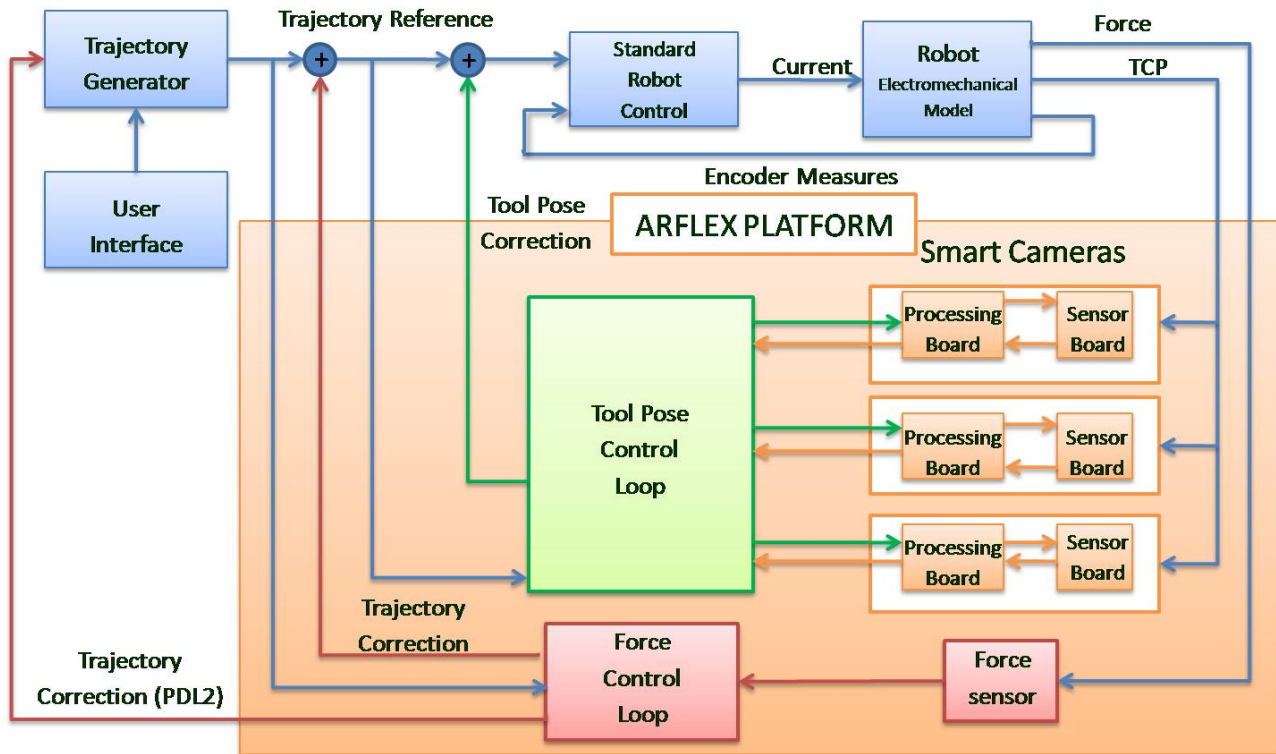 Trajectory Reference
Force
Trajectory
Generator
+
+
Standard
Robot
Control
Current
Robot
Electromechanical
Model
TCP
User
Interface
Encoder Measures
Tool Pose
Correction
ARFLEX PLATFORM
Smart Cameras
Processing
Board
Sensor
Board
Tool Pose
Control
Loop
Processing
Board
Sensor
Board
Processing
Board
Sensor
Board
Trajectory
Correction
Force
Control
Loop
Force
sensor
Trajectory
Correction (PDL2)